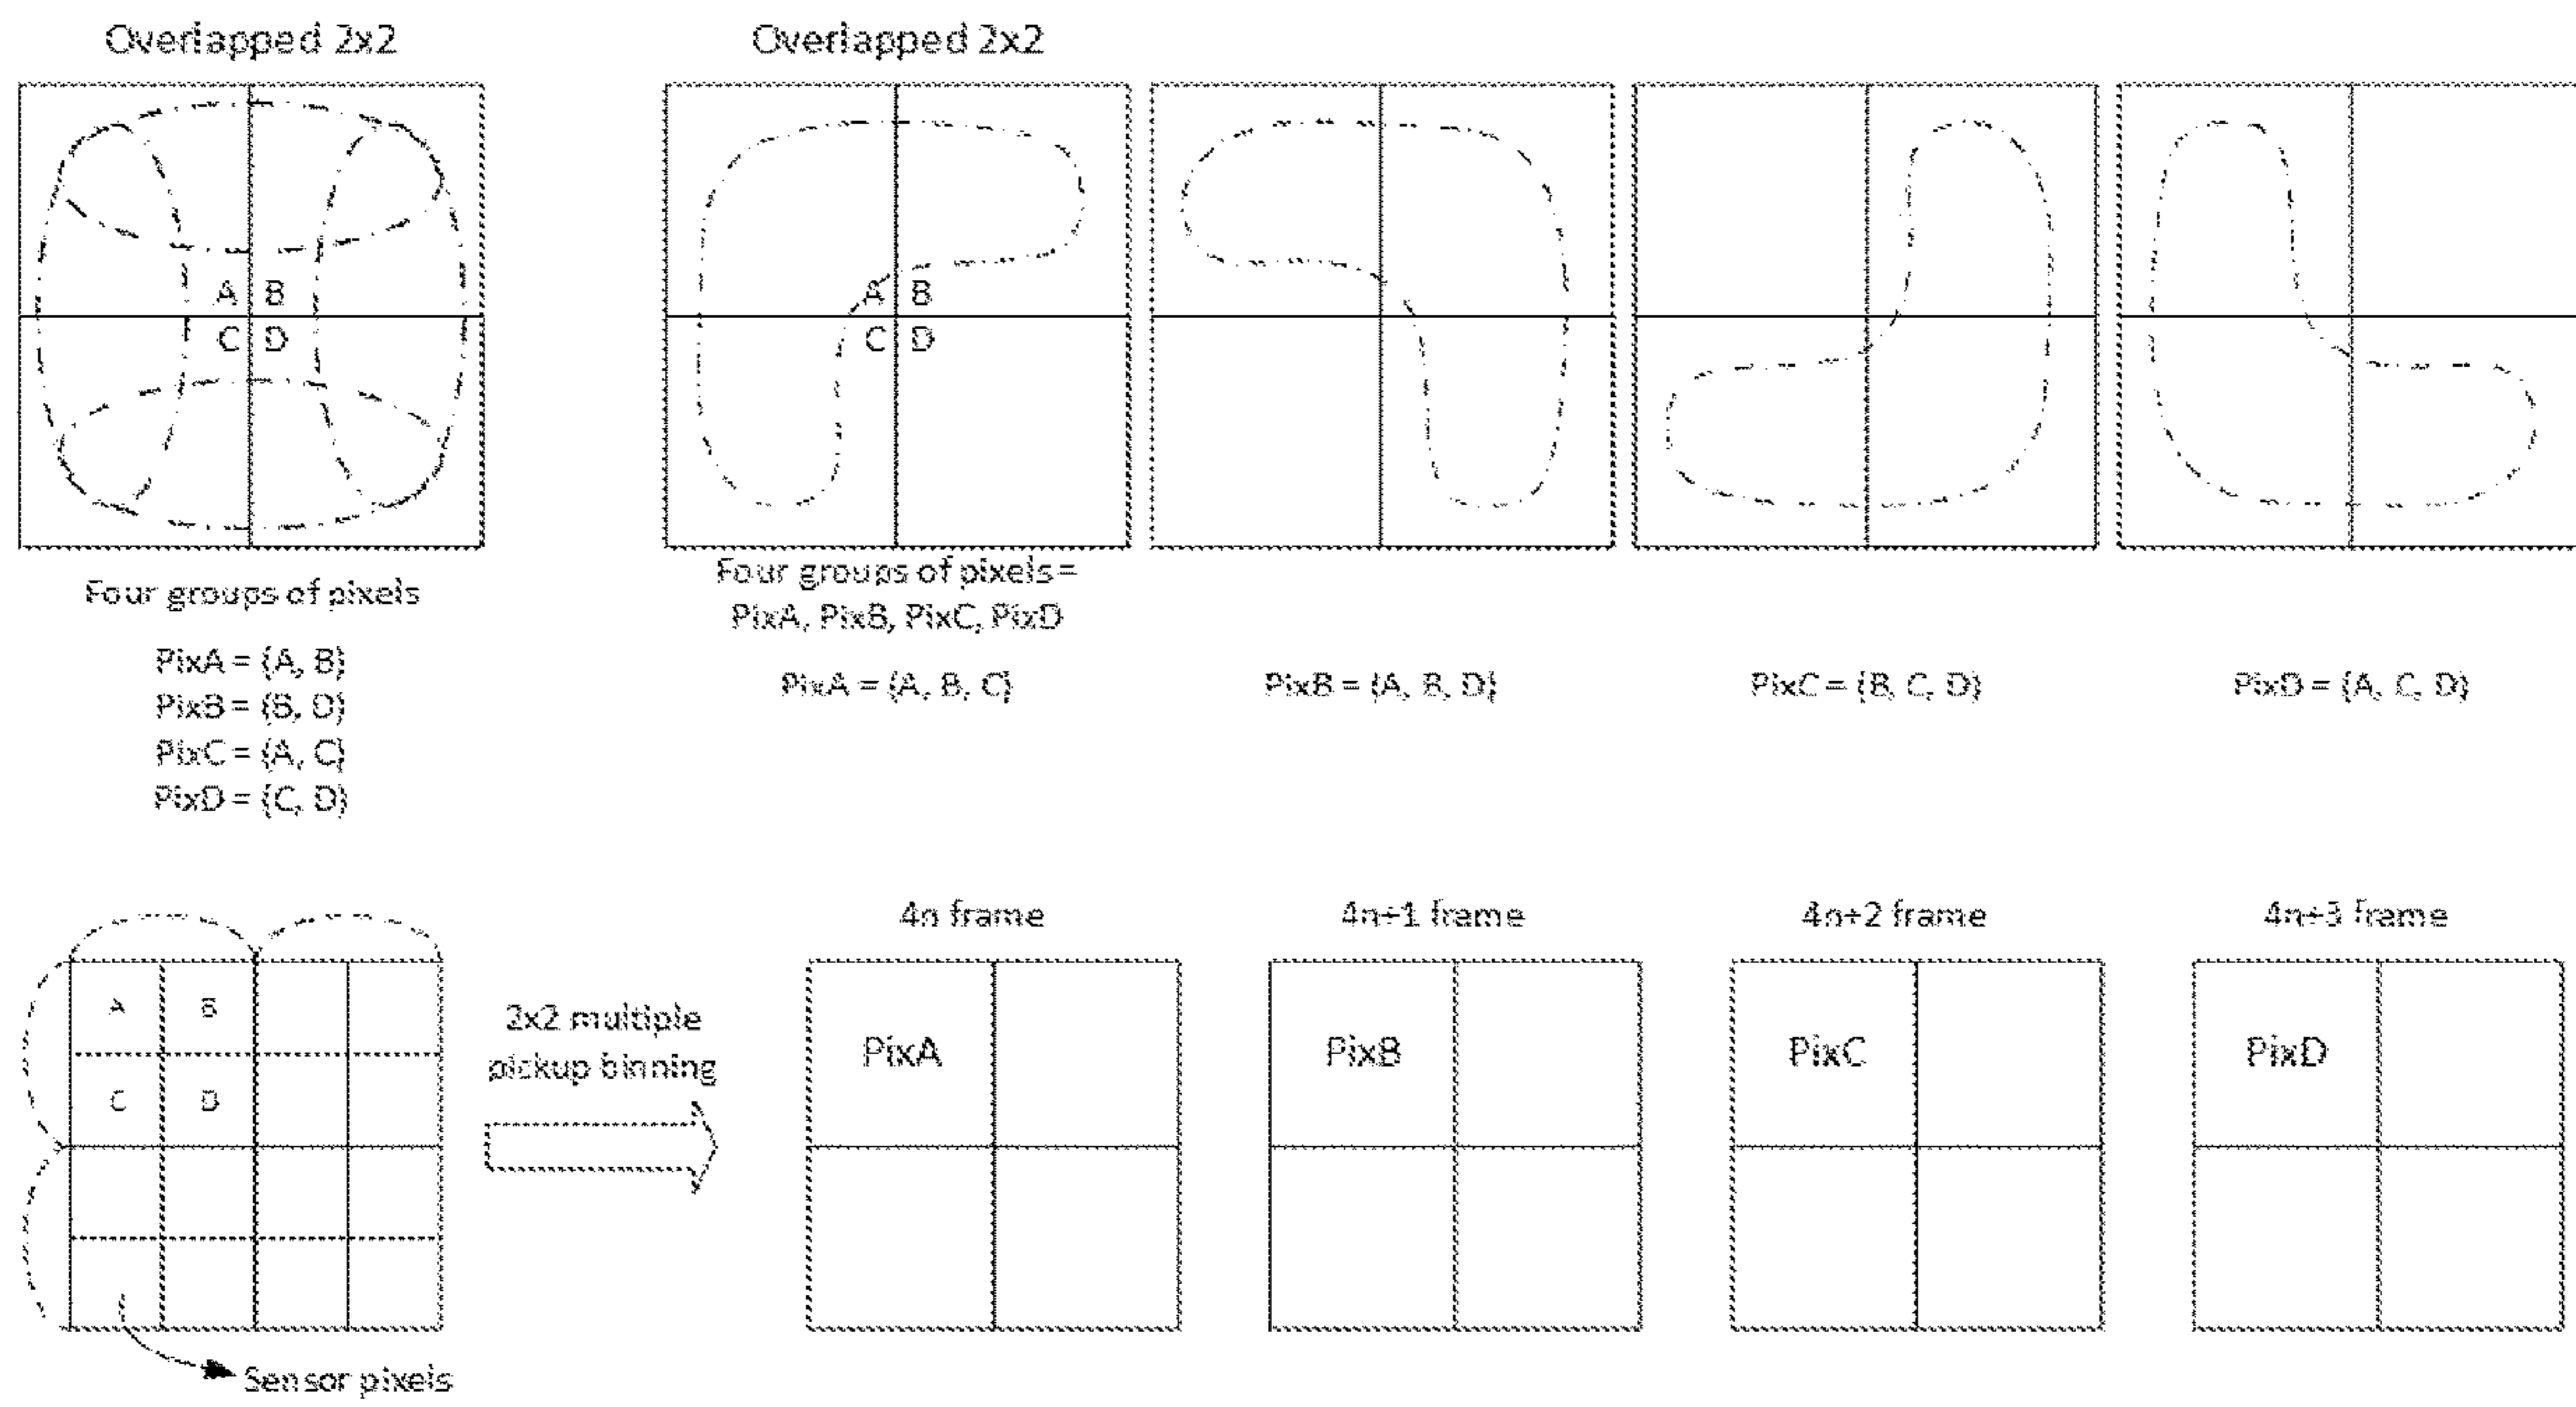 Overlapped 2x2
A B
C D
Four groups of pixels
PixA = {A, B}
PixB = {B, D}
PixC = {A, C}
PixD = {C, D}
Overlapped 2x2
A B
C D
Four groups of pixels=
PixA, PixB, PixC, PixD
PixA = {A, B, C}
PixB = {A, B, D}
PixC = {B, C, D}
PixD = {A, C, D}
A B
C D
Sensor pixels
2x2 multiple
pickup binning
4n frame
PixA
4n+1 frame
PixB
4n+2 frame
PixC
4n+3 frame
PixD